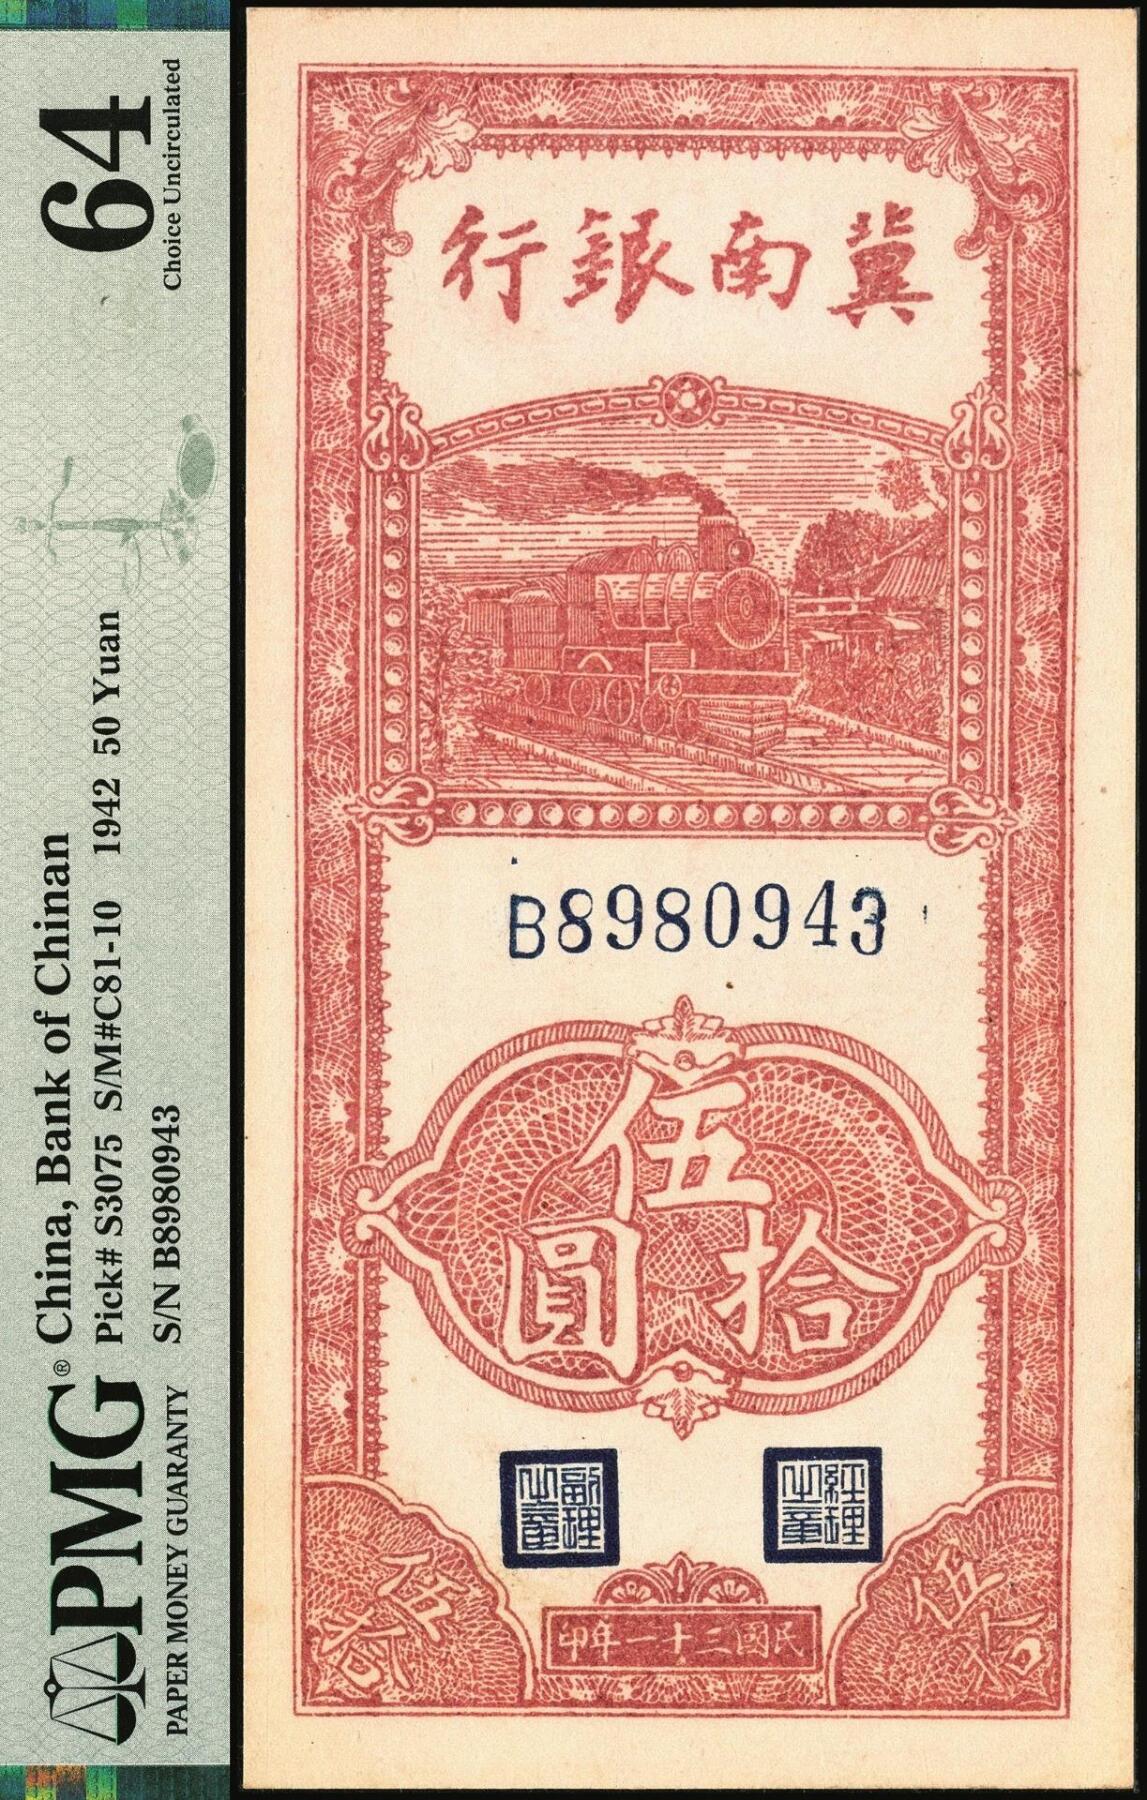 PMG® China, Bank of Chinan
Pick# S3075 S/M#C81-10 1942 50 Yuan
PAPER MONEY GUARANTY S/N B8980943
64
Choice Uncirculated
冀南銀行
B8980943
伍拾圓
經理之章
副理之章
伍拾
伍拾
民國三十一年印